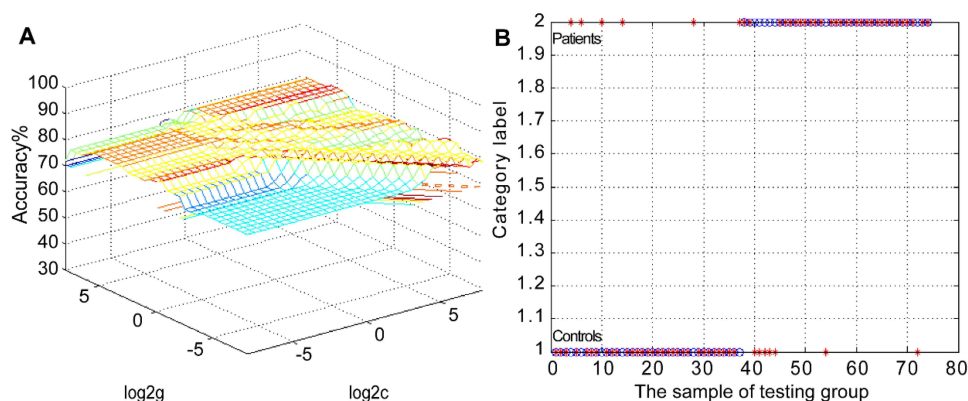 A
100
90
80
70
60
50
40
30
Accuracy%
5
0
-5
log2g
-5
0
5
log2c
B
2
1.9
1.8
1.7
1.6
1.5
1.4
1.3
1.2
1.1
1
Category label
Patients
Controls
0 10 20 30 40 50 60 70 80
The sample of testing group